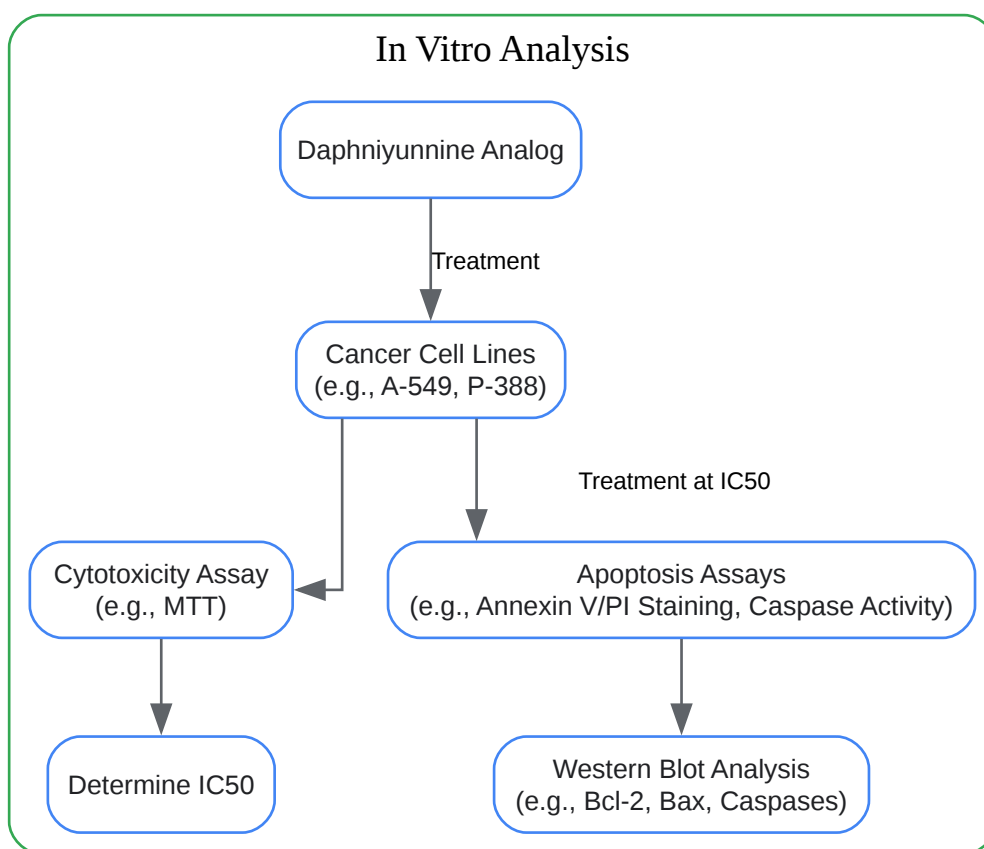 In Vitro Analysis
Daphniyunnine Analog
Treatment
Cancer Cell Lines
(e.g., A-549, P-388)
Treatment at IC50
Cytotoxicity Assay
(e.g., MTT)
Apoptosis Assays
(e.g., Annexin V/PI Staining, Caspase Activity)
Determine IC50
Western Blot Analysis
(e.g., Bcl-2, Bax, Caspases)